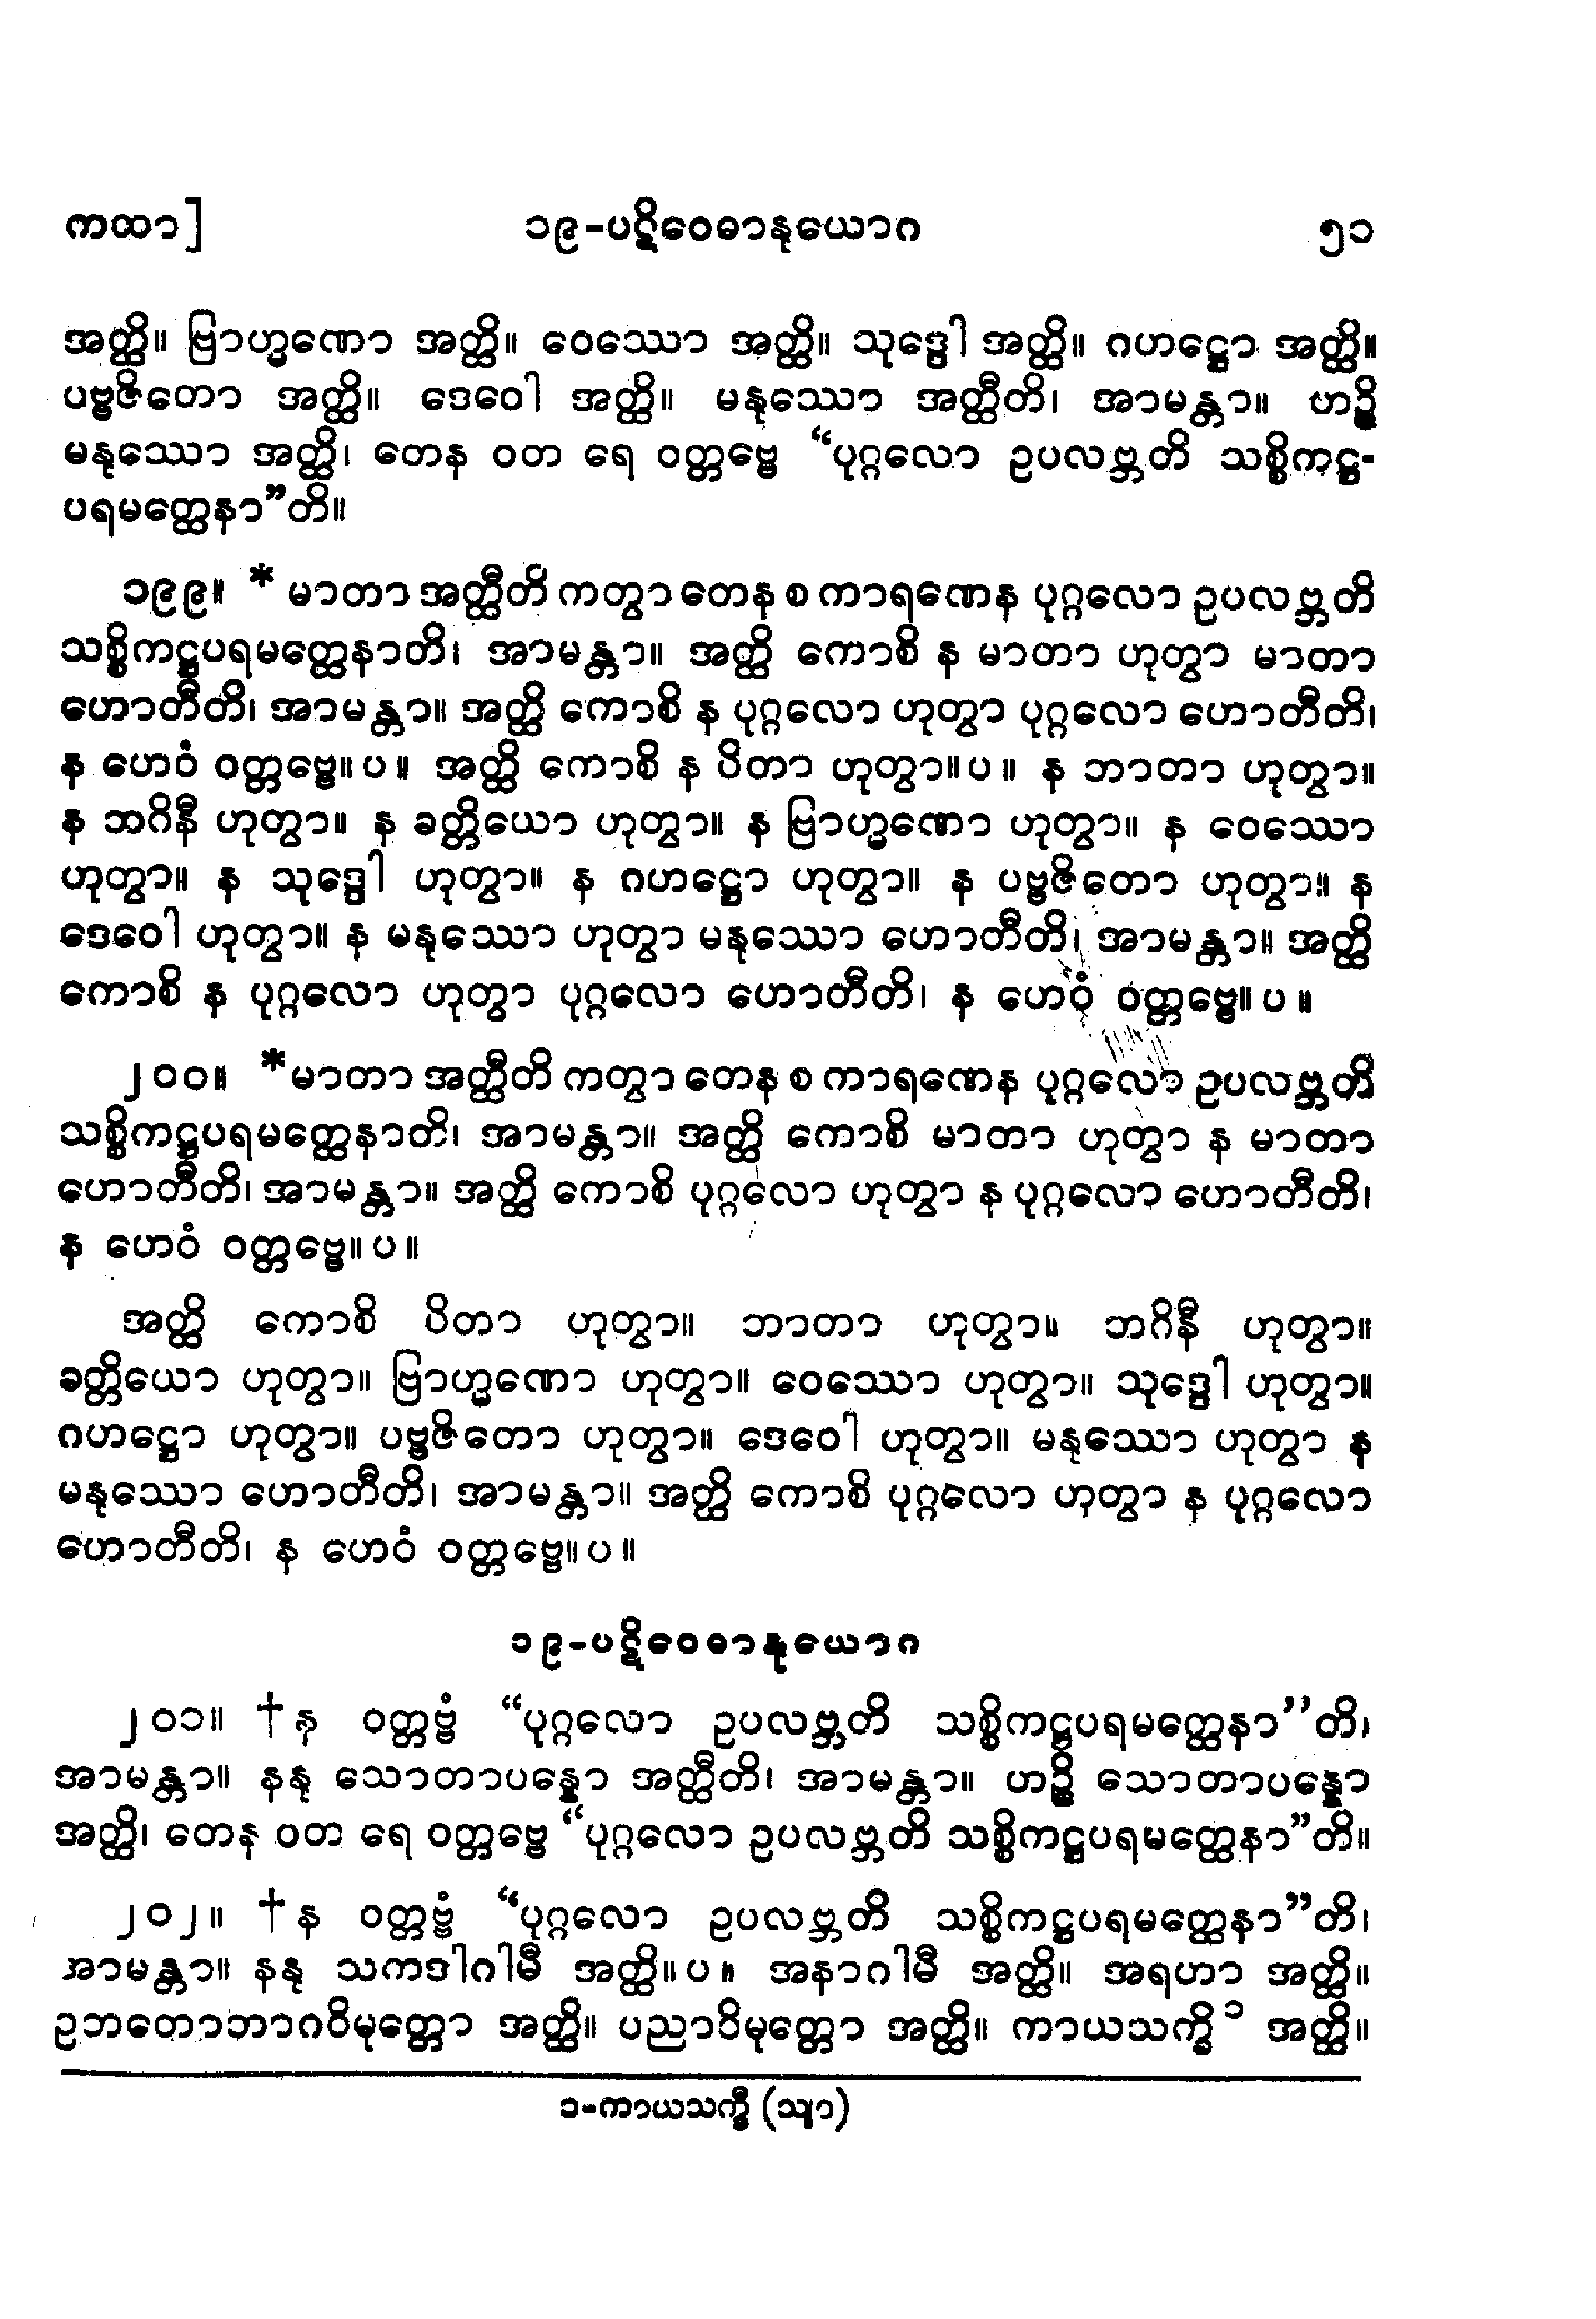 ကထာ] ၁၉-ပဋိဝေဓာနုယောဂ ၅၁
အတ္ထိ။ ဗြာဟ္မဏော အတ္ထိ။ ဝေဿော အတ္ထိ။ သုဒ္ဒေါ အတ္ထိ။ ဂဟဋ္ဌော အတ္ထိ။
ပဗ္ဗဇိတော အတ္ထိ။ ဒေဝေါ အတ္ထိ။ မနုဿော အတ္ထီတိ၊ အာမန္တာ။ ဟဉ္စိ
မနုဿော အတ္ထိ၊ တေန ဝတ ရေ ဝတ္တဗ္ဗေ “ပုဂ္ဂလော ဥပလဗ္ဘတိ သစ္စိကဋ္ဌ-
ပရမတ္ထေနာ”တိ။
၁၉၉။ * မာတာ အတ္ထီတိ ကတွာ တေန စ ကာရဏေန ပုဂ္ဂလော ဥပလဗ္ဘတိ
သစ္စိကဋ္ဌပရမတ္ထေနာတိ၊ အာမန္တာ။ အတ္ထိ ကောစိ န မာတာ ဟုတွာ မာတာ
ဟောတီတိ၊ အာမန္တာ။ အတ္ထိ ကောစိ န ပုဂ္ဂလော ဟုတွာ ပုဂ္ဂလော ဟောတီတိ၊
န ဟေဝံ ဝတ္တဗ္ဗေ။ပ။ အတ္ထိ ကောစိ န ပိတာ ဟုတွာ။ပ။ န ဘာတာ ဟုတွာ။
န ဘဂိနီ ဟုတွာ။ န ခတ္တိယော ဟုတွာ။ န ဗြာဟ္မဏော ဟုတွာ။ န ဝေဿော
ဟုတွာ။ န သုဒ္ဒေါ ဟုတွာ။ န ဂဟဋ္ဌော ဟုတွာ။ န ပဗ္ဗဇိတော ဟုတွာ။ န
ဒေဝေါ ဟုတွာ။ န မနုဿော ဟုတွာ မနုဿော ဟောတီတိ၊ အာမန္တာ။ အတ္ထိ
ကောစိ န ပုဂ္ဂလော ဟုတွာ ပုဂ္ဂလော ဟောတီတိ၊ န ဟေဝံ ဝတ္တဗ္ဗေ။ပ။
၂၀၀။ *မာတာ အတ္ထီတိ ကတွာ တေန စ ကာရဏေန ပုဂ္ဂလော ဥပလဗ္ဘတိ
သစ္စိကဋ္ဌပရမတ္ထေနာတိ၊ အာမန္တာ။ အတ္ထိ ကောစိ မာတာ ဟုတွာ န မာတာ
ဟောတီတိ၊ အာမန္တာ။ အတ္ထိ ကောစိ ပုဂ္ဂလော ဟုတွာ န ပုဂ္ဂလော ဟောတီတိ၊
န ဟေဝံ ဝတ္တဗ္ဗေ။ပ။
အတ္ထိ ကောစိ ပိတာ ဟုတွာ။ ဘာတာ ဟုတွာ။ ဘဂိနီ ဟုတွာ။
ခတ္တိယော ဟုတွာ။ ဗြာဟ္မဏော ဟုတွာ။ ဝေဿော ဟုတွာ။ သုဒ္ဒေါ ဟုတွာ။
ဂဟဋ္ဌော ဟုတွာ။ ပဗ္ဗဇိတော ဟုတွာ။ ဒေဝေါ ဟုတွာ။ မနုဿော ဟုတွာ န
မနုဿော ဟောတီတိ၊ အာမန္တာ။ အတ္ထိ ကောစိ ပုဂ္ဂလော ဟုတွာ န ပုဂ္ဂလော
ဟောတီတိ၊ န ဟေဝံ ဝတ္တဗ္ဗေ။ပ။
၁၉-ပဋိဝေဓာနုယောဂ
၂၀၁။ †န ဝတ္တဗ္ဗံ “ပုဂ္ဂလော ဥပလဗ္ဘတိ သစ္စိကဋ္ဌပရမတ္ထေနာ”တိ၊
အာမန္တာ။ နနု သောတာပန္နော အတ္ထီတိ၊ အာမန္တာ။ ဟဉ္စိ သောတာပန္နော
အတ္ထိ၊ တေန ဝတ ရေ ဝတ္တဗ္ဗေ “ပုဂ္ဂလော ဥပလဗ္ဘတိ သစ္စိကဋ္ဌပရမတ္ထေနာ”တိ။
၂၀၂။ †န ဝတ္တဗ္ဗံ “ပုဂ္ဂလော ဥပလဗ္ဘတိ သစ္စိကဋ္ဌပရမတ္ထေနာ”တိ၊
အာမန္တာ။ နနု သကဒါဂါမီ အတ္ထိ။ပ။ အနာဂါမီ အတ္ထိ။ အရဟာ အတ္ထိ။
ဥဘတောဘာဂဝိမုတ္တော အတ္ထိ။ ပညာဝိမုတ္တော အတ္ထိ။ ကာယသက္ခိ ၁ အတ္ထိ။
၁-ကာယသက္ခီ (သျာ)